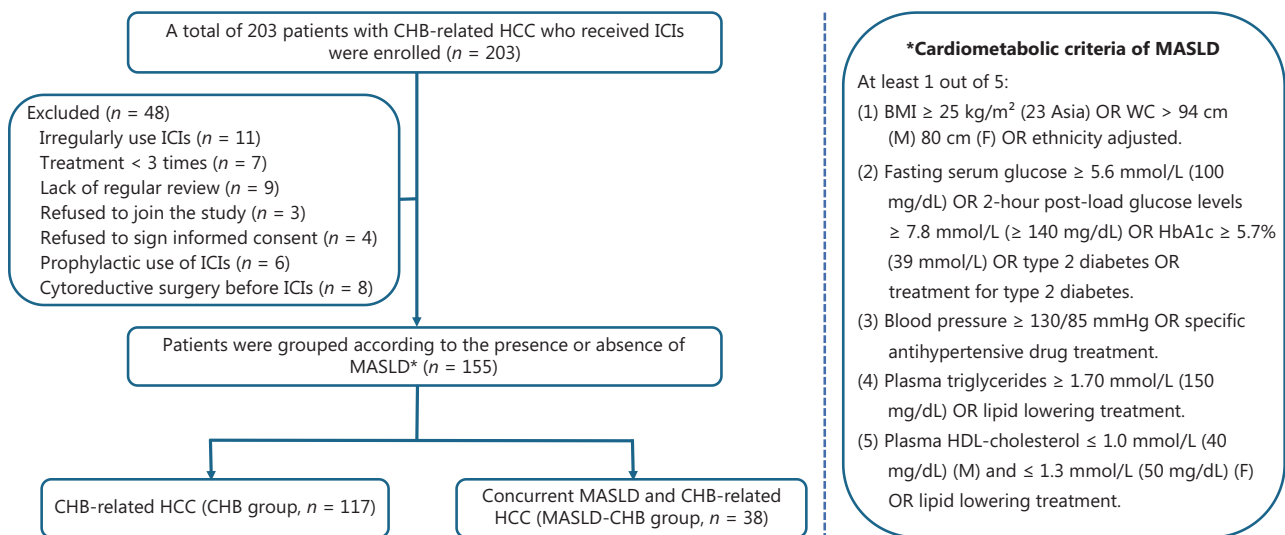 A total of 203 patients with CHB-related HCC who received ICIs
were enrolled (n = 203)
Excluded (n = 48)
Irregularly use ICIs (n = 11)
Treatment < 3 times (n = 7)
Lack of regular review (n = 9)
Refused to join the study (n = 3)
Refused to sign informed consent (n = 4)
Prophylactic use of ICIs (n = 6)
Cytoreductive surgery before ICIs (n = 8)
Patients were grouped according to the presence or absence of
MASLD* (n = 155)
CHB-related HCC (CHB group, n = 117)
Concurrent MASLD and CHB-related
HCC (MASLD-CHB group, n = 38)
*Cardiometabolic criteria of MASLD
At least 1 out of 5:
(1) BMI ≥ 25 kg/m² (23 Asia) OR WC > 94 cm
(M) 80 cm (F) OR ethnicity adjusted.
(2) Fasting serum glucose ≥ 5.6 mmol/L (100
mg/dL) OR 2-hour post-load glucose levels
≥ 7.8 mmol/L (≥ 140 mg/dL) OR HbA1c ≥ 5.7%
(39 mmol/L) OR type 2 diabetes OR
treatment for type 2 diabetes.
(3) Blood pressure ≥ 130/85 mmHg OR specific
antihypertensive drug treatment.
(4) Plasma triglycerides ≥ 1.70 mmol/L (150
mg/dL) OR lipid lowering treatment.
(5) Plasma HDL-cholesterol ≤ 1.0 mmol/L (40
mg/dL) (M) and ≤ 1.3 mmol/L (50 mg/dL) (F)
OR lipid lowering treatment.